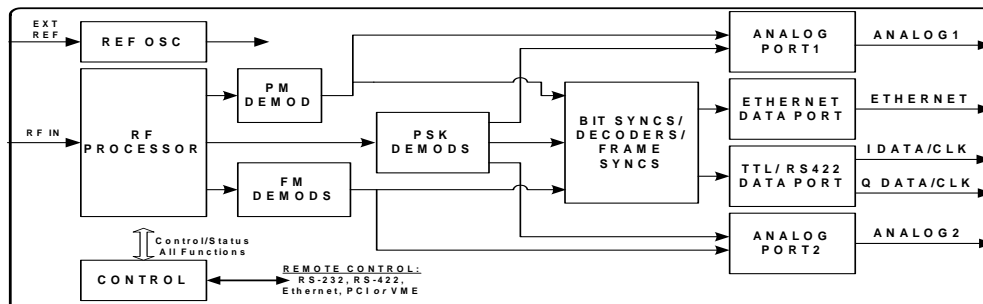 EXT
REF
REF OSC
RF IN
RF
PROCESSOR
PM
DEMOD
PSK
DEMODS
FM
DEMODS
BIT SYNCS/
DECODERS/
FRAME
SYNCS
ANALOG
PORT1
ANALOG1
ETHERNET
DATA PORT
ETHERNET
TTL/ RS422
DATA PORT
I DATA/CLK
Q DATA/CLK
ANALOG
PORT2
ANALOG2
Control/Status
All Functions
CONTROL
REMOTE CONTROL:
RS-232, RS-422,
Ethernet, PCI or VME